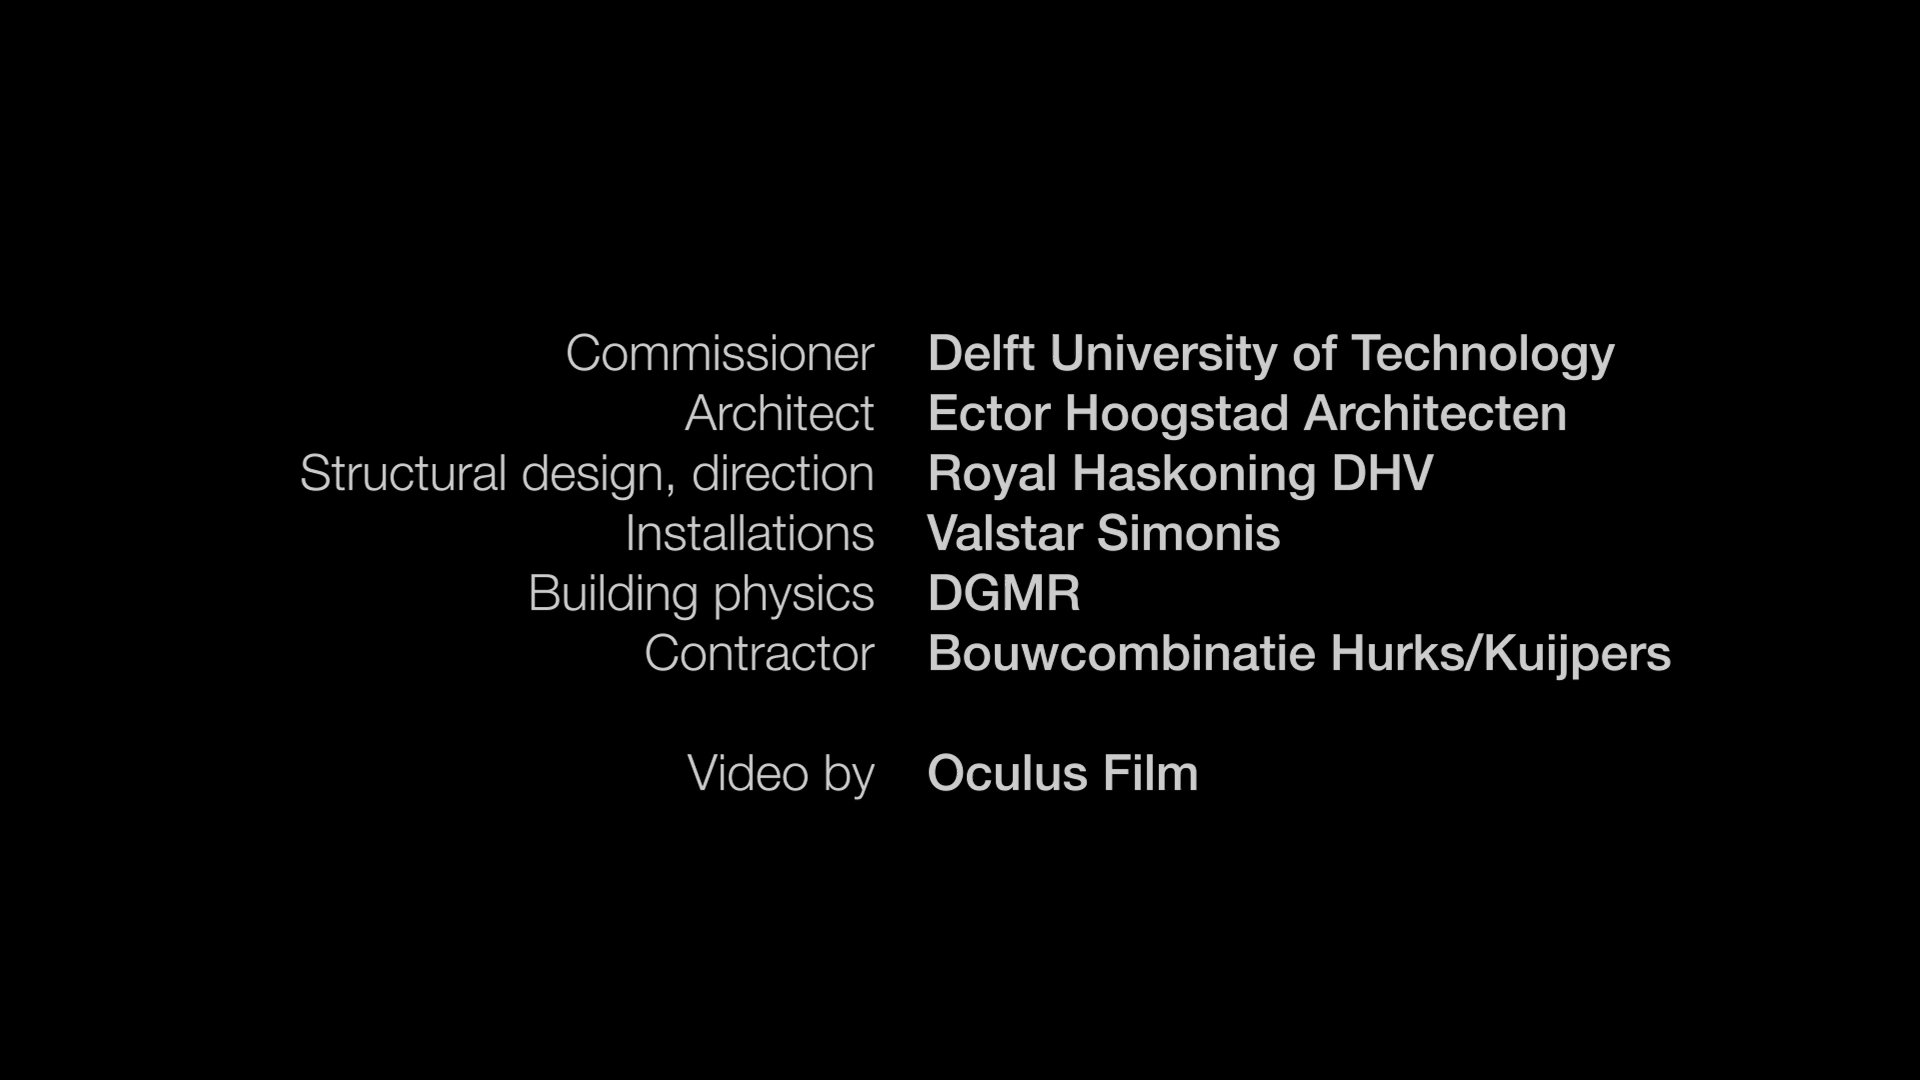 Commissioner Delft University of Technology
Architect Ector Hoogstad Architecten
Structural design, direction Royal Haskoning DHV
Installations Valstar Simonis
Building physics DGMR
Contractor Bouwcombinatie Hurks/Kuijpers
Video by Oculus Film